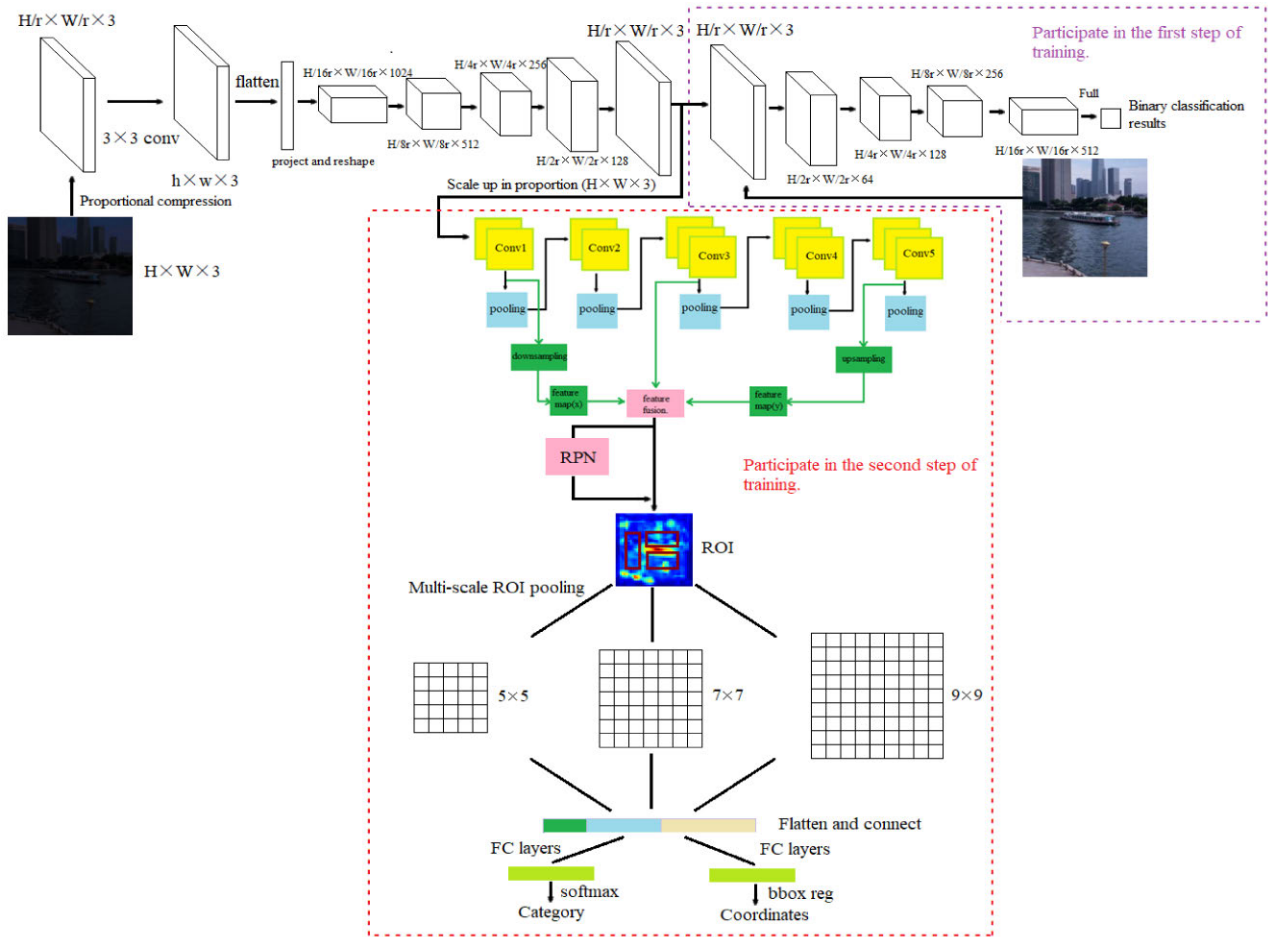 H/r×W/r×3
3×3 conv
h×w×3
flatten
project and reshape
H/16r×W/16r×1024
H/8r×W/8r×512
H/4r×W/4r×256
H/2r×W/2r×128
H/r×W/r×3
H/r×W/r×3
H/2r×W/2r×64
H/4r×W/4r×128
H/8r×W/8r×256
H/16r×W/16r×512
Full
Binary classification
results
Participate in the first step of
training.
Proportional compression
H×W×3
Scale up in proportion (H×W×3)
Conv1
Conv2
Conv3
Conv4
Conv5
pooling
pooling
pooling
pooling
pooling
downsampling
upsampling
feature
map(x)
feature
fusion.
feature
map(y)
RPN
Participate in the second step of
training.
ROI
Multi-scale ROI pooling
5×5
7×7
9×9
Flatten and connect
FC layers
FC layers
softmax
bbox reg
Category
Coordinates